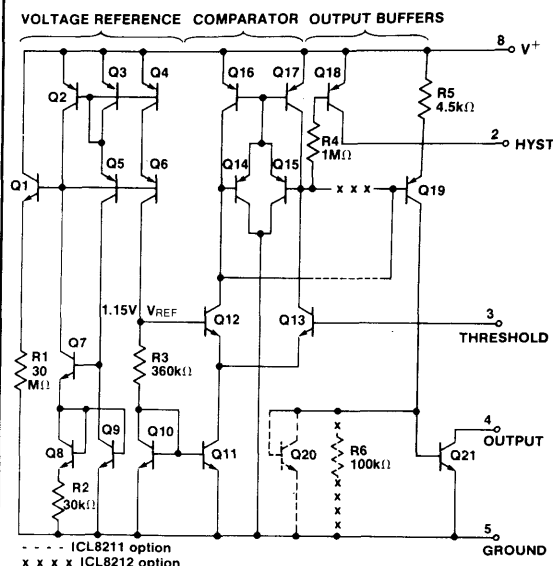 VOLTAGE REFERENCE COMPARATOR OUTPUT BUFFERS
8 V+
Q3 Q4 Q16 Q17 Q18
Q2
R5
4.5kΩ
R4
1MΩ
2
HYST
Q5 Q6 Q14 Q15
Q1
x x x
Q19
1.15V VREF
Q12 Q13
3
THRESHOLD
Q7
R1
30
MΩ
R3
360kΩ
4
OUTPUT
Q8 Q9 Q10 Q11
Q20
R6
100kΩ
Q21
R2
30kΩ
5
GROUND
- - - - ICL8211 option
x x x x ICL8212 option